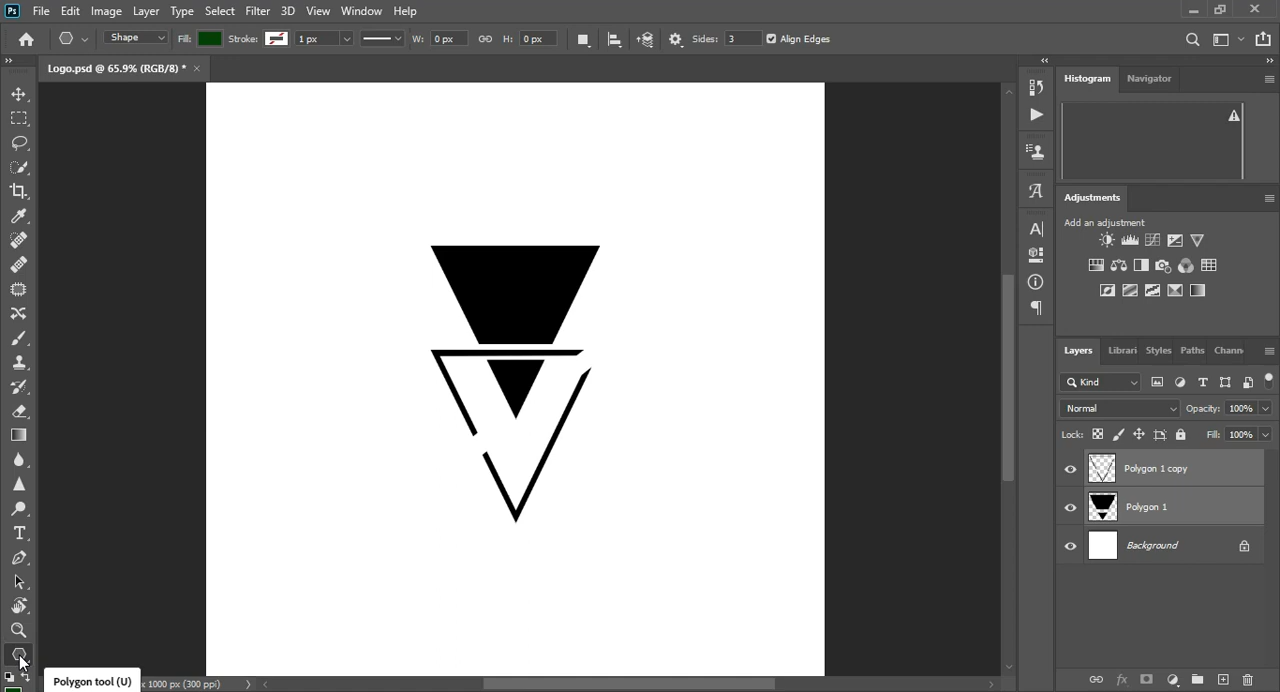 Ps File Edit Image Layer Type Select Filter 3D View Window Help
Shape Fill: Stroke: 1 px W: 0 px H: 0 px Sides: 3 Align Edges
Logo.psd @ 65.9% (RGB/8) *
Histogram Navigator
Adjustments
Add an adjustment
Layers Librari Styles Paths Chann
Kind
Normal Opacity: 100%
Lock: Fill: 100%
Polygon 1 copy
Polygon 1
Background
Polygon tool (U)
x 1000 px (300 ppi)